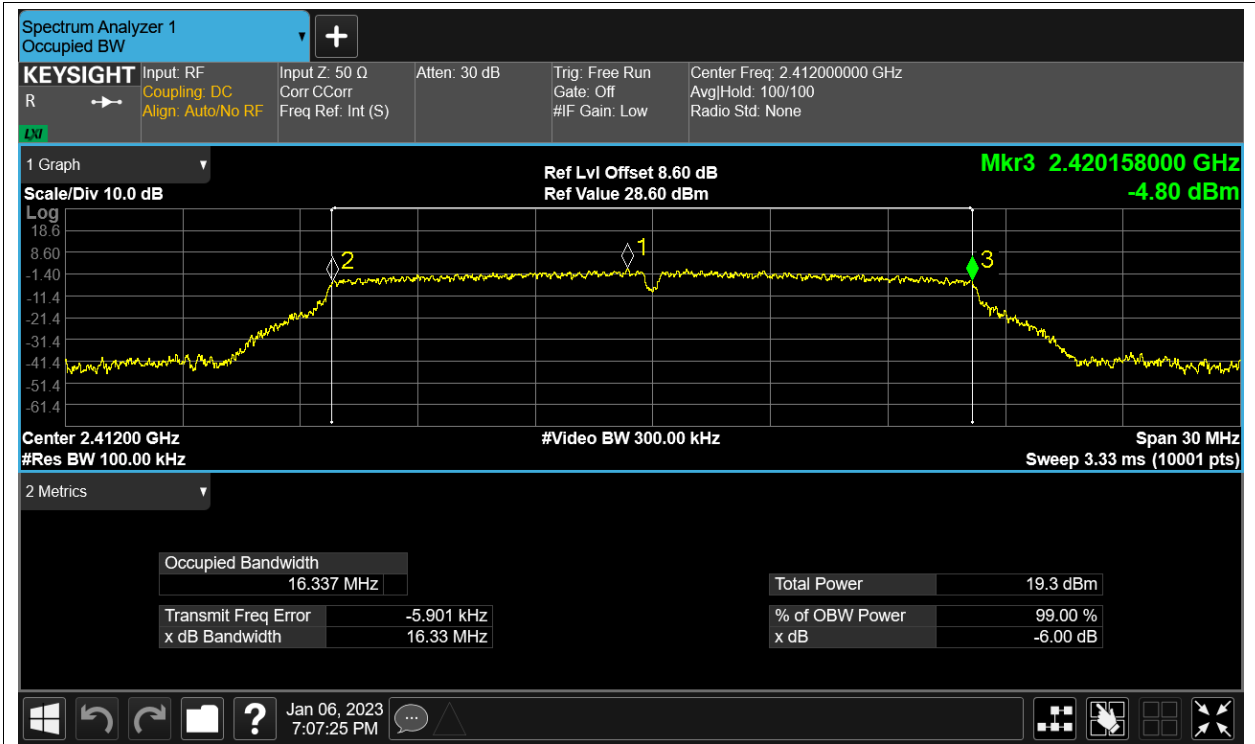 Spectrum Analyzer 1
Occupied BW
KEYSIGHT
R
LXI
Input: RF
Coupling: DC
Align: Auto/No RF
Input Z: 50 Ω
Corr CCorr
Freq Ref: Int (S)
Atten: 30 dB
Trig: Free Run
Gate: Off
#IF Gain: Low
Center Freq: 2.412000000 GHz
Avg|Hold: 100/100
Radio Std: None
1 Graph
Scale/Div 10.0 dB
Ref Lvl Offset 8.60 dB
Ref Value 28.60 dBm
Mkr3 2.420158000 GHz
-4.80 dBm
Log
18.6
8.60
-1.40
-11.4
-21.4
-31.4
-41.4
-51.4
-61.4
2
1
3
Center 2.41200 GHz
#Res BW 100.00 kHz
#Video BW 300.00 kHz
Span 30 MHz
Sweep 3.33 ms (10001 pts)
2 Metrics
Occupied Bandwidth
16.337 MHz
Transmit Freq Error -5.901 kHz
x dB Bandwidth 16.33 MHz
Total Power 19.3 dBm
% of OBW Power 99.00 %
x dB -6.00 dB
Jan 06, 2023
7:07:25 PM